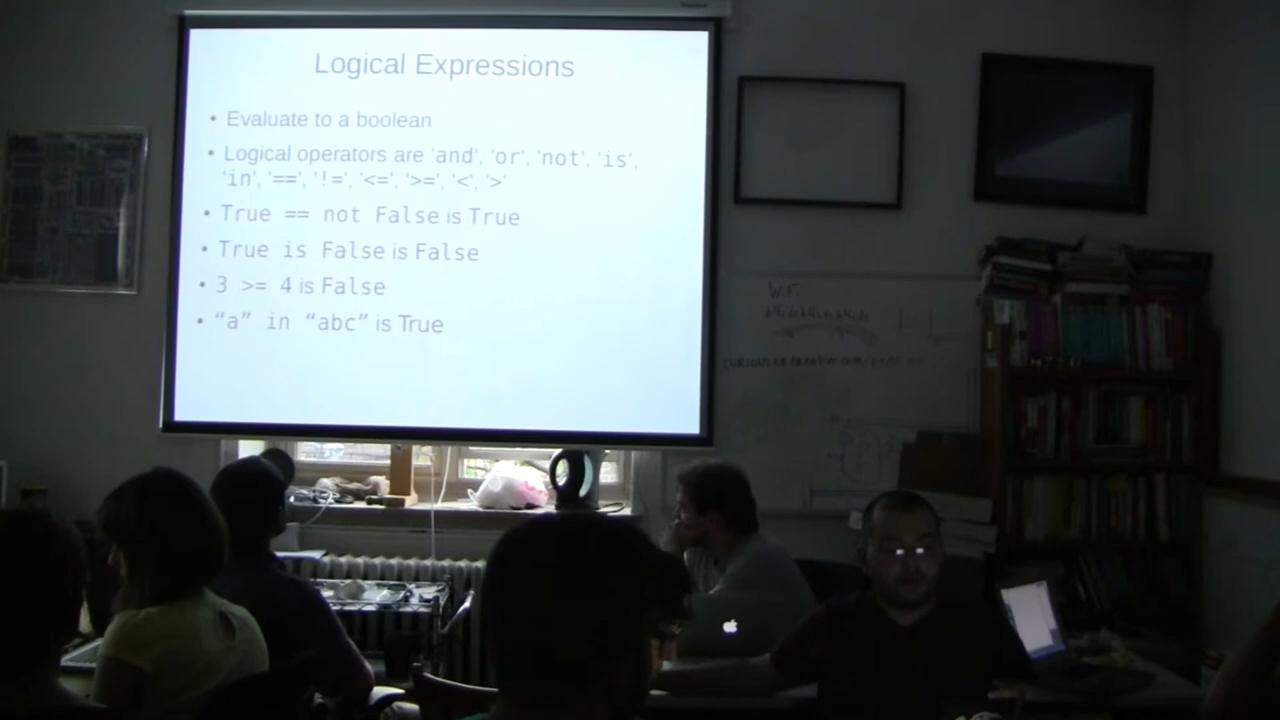 Logical Expressions
• Evaluate to a boolean
• Logical operators are 'and', 'or', 'not', 'is',
'in', '==', '!=', '<=', '>=', '<', '>'
• True == not False is True
• True is False is False
• 3 >= 4 is False
• “a” in “abc” is True
W.F.